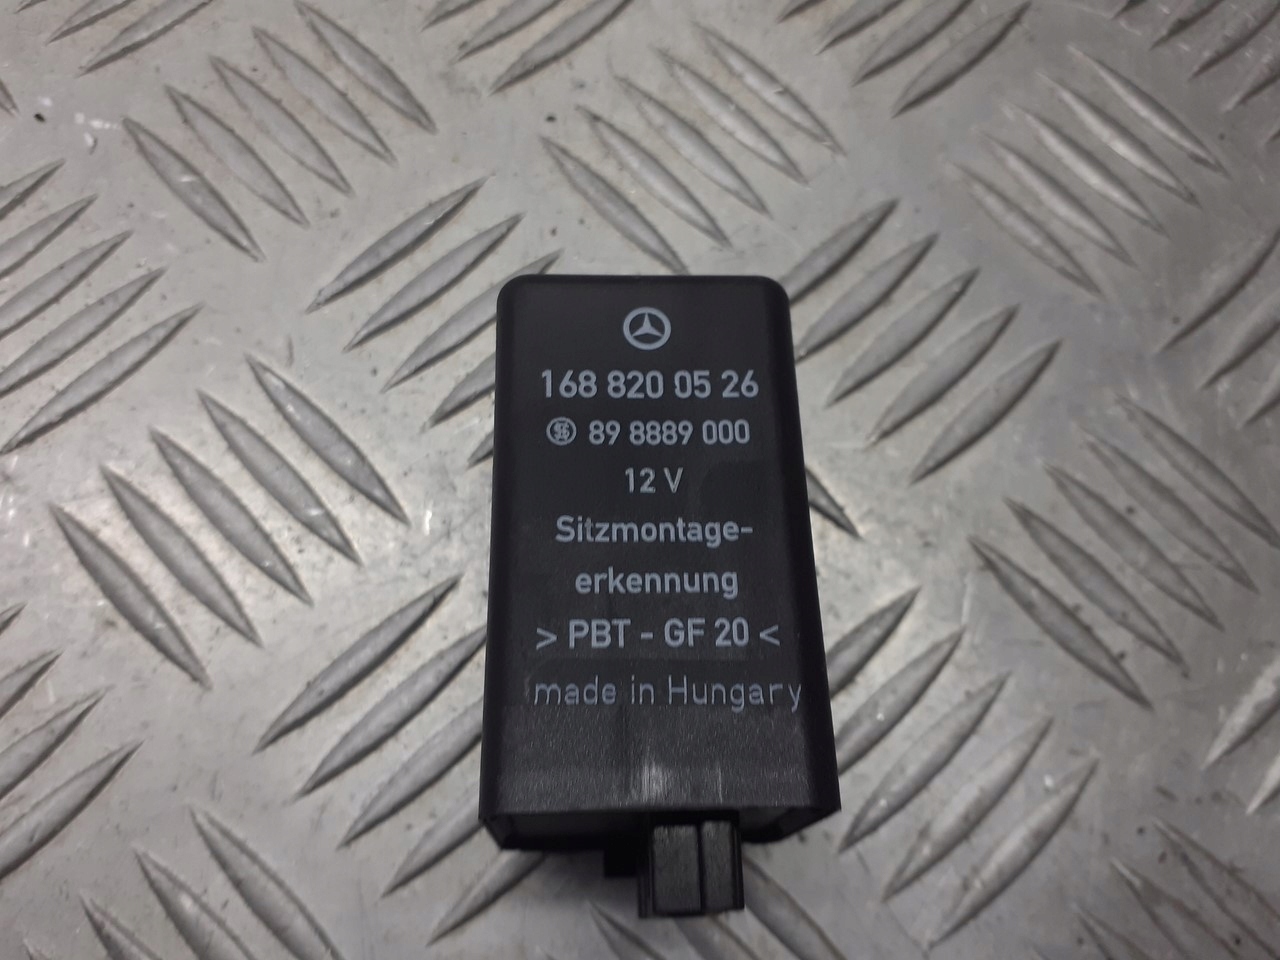 168 820 05 26
89 8889 000
12 V
Sitzmontage-
erkennung
> PBT - GF 20 <
made in Hungary